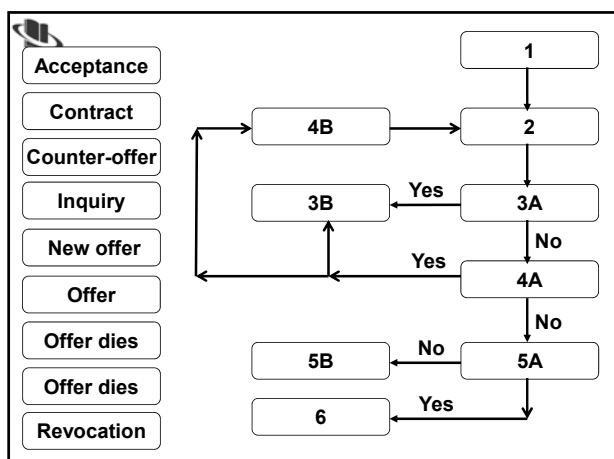 Acceptance
Contract
Counter-offer
Inquiry
New offer
Offer
Offer dies
Offer dies
Revocation
1
4B
2
3B
Yes
3A
No
Yes
4A
No
5B
No
5A
6
Yes